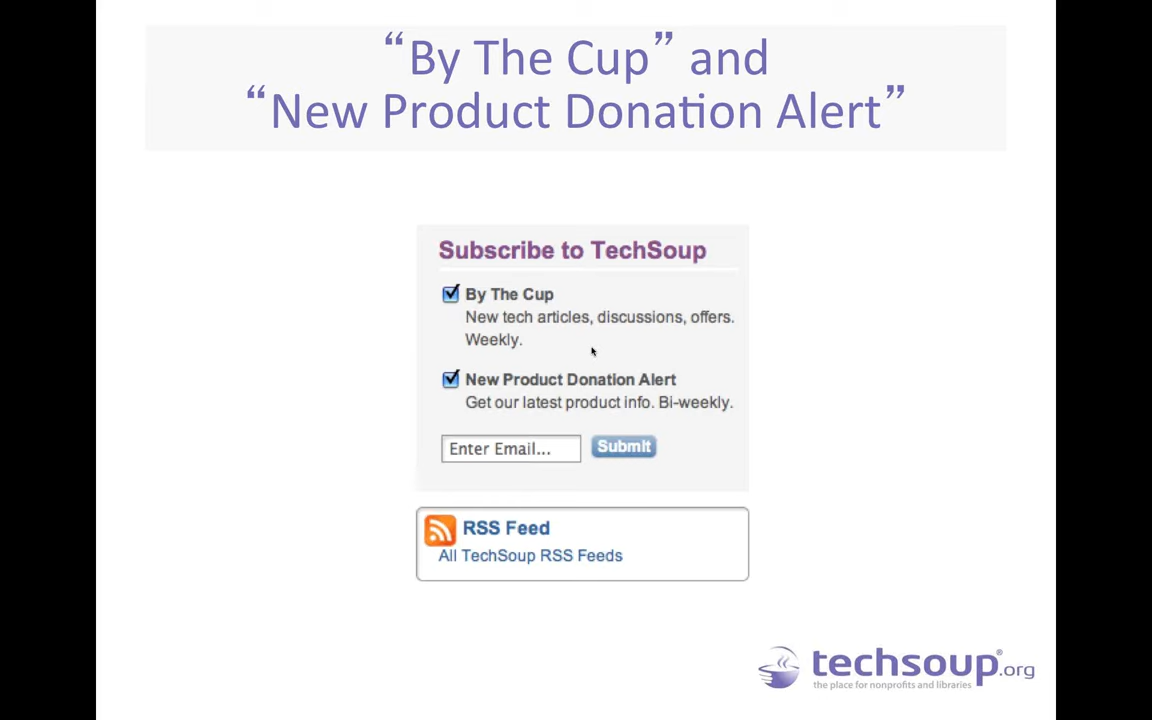 “By The Cup” and
“New Product Donation Alert”
Subscribe to TechSoup
By The Cup
New tech articles, discussions, offers.
Weekly.
New Product Donation Alert
Get our latest product info. Bi-weekly.
Enter Email... Submit
RSS Feed
All TechSoup RSS Feeds
techsoup®.org
the place for nonprofits and libraries